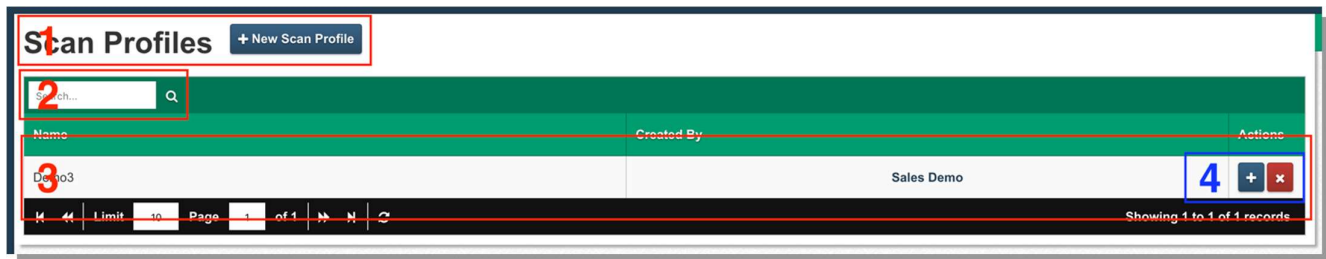 1
Scan Profiles + New Scan Profile
2
Search...
Name Created By Actions
3
Demo3 Sales Demo 4 + ×
Limit 10 Page 1 of 1 Showing 1 to 1 of 1 records